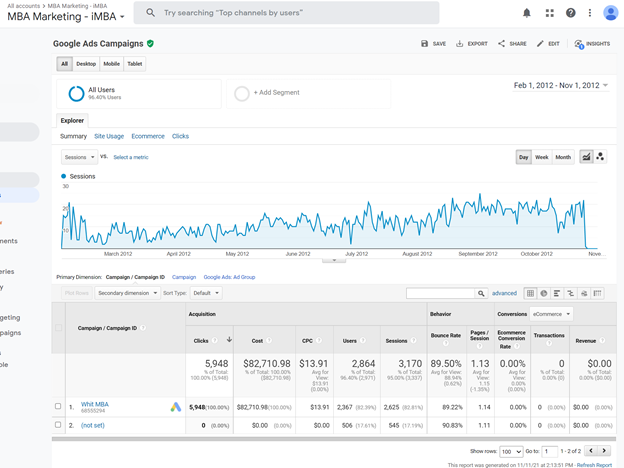 All accounts > MBA Marketing - iMBA
MBA Marketing - iMBA
Try searching "Top channels by users"
Google Ads Campaigns
SAVE EXPORT SHARE EDIT INSIGHTS
All Desktop Mobile Tablet
All Users
96.40% Users
+ Add Segment
Feb 1, 2012 - Nov 1, 2012
Explorer
Summary Site Usage Ecommerce Clicks
Sessions VS. Select a metric
Day Week Month
Sessions
30
20
10
March 2012 April 2012 May 2012 June 2012 July 2012 August 2012 September 2012 October 2012 Nove...
Primary Dimension: Campaign / Campaign ID Campaign Google Ads: Ad Group
Plot Rows Secondary dimension Sort Type: Default advanced
Campaign / Campaign ID Acquisition Behavior Conversions eCommerce
Clicks Cost CPC Users Sessions Bounce Rate Pages / Session Ecommerce Conversion Rate Transactions Revenue
5,948 $82,710.98 $13.91 2,864 3,170 89.50% 1.13 0.00% 0 $0.00
% of Total: 100.00% (5,948) % of Total: 100.00% ($82,710.98) Avg for View: $13.91 (0.00%) % of Total: 96.40% (2,971) % of Total: 95.00% (3,337) Avg for View: 88.94% (0.62%) Avg for View: 1.15 (-1.35%) Avg for View: 0.00% (0.00%) % of Total: 0.00% (0) % of Total: 0.00% ($0.00)
1. Whit MBA 5,948(100.00%) $82,710.98(100.00%) $13.91 2,367 (82.39%) 2,625 (82.81%) 89.22% 1.14 0.00% 0 (0.00%) $0.00 (0.00%)
68555294
2. (not set) 0 (0.00%) $0.00 (0.00%) $0.00 506 (17.61%) 545 (17.19%) 90.83% 1.11 0.00% 0 (0.00%) $0.00 (0.00%)
Show rows: 100 Go to: 1 1 - 2 of 2
This report was generated on 11/11/21 at 2:13:51 PM - Refresh Report
ments
eries
y
geting
paigns
s
ole